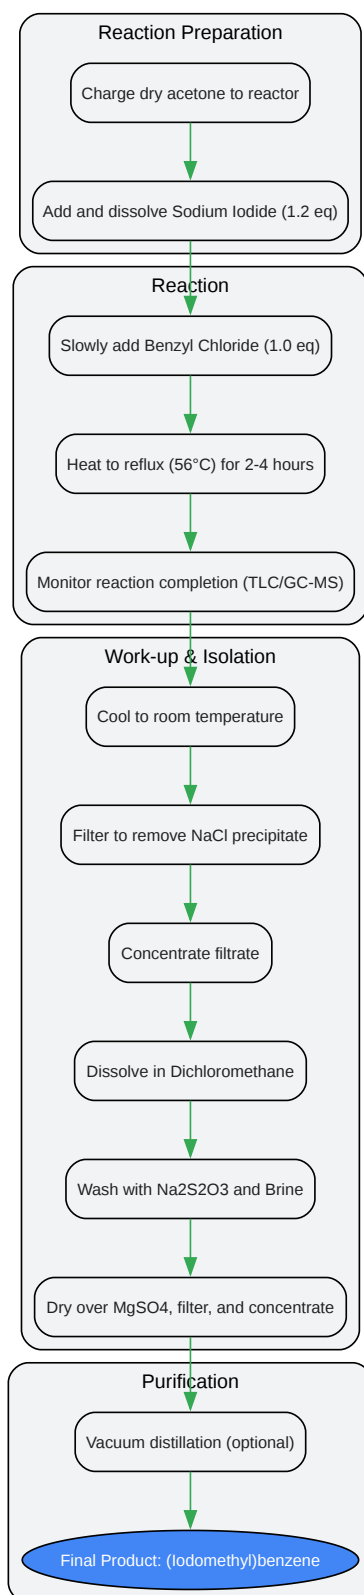 Reaction Preparation
Charge dry acetone to reactor
Add and dissolve Sodium Iodide (1.2 eq)
Reaction
Slowly add Benzyl Chloride (1.0 eq)
Heat to reflux (56°C) for 2-4 hours
Monitor reaction completion (TLC/GC-MS)
Work-up & Isolation
Cool to room temperature
Filter to remove NaCl precipitate
Concentrate filtrate
Dissolve in Dichloromethane
Wash with Na2S2O3 and Brine
Dry over MgSO4, filter, and concentrate
Purification
Vacuum distillation (optional)
Final Product: (Iodomethyl)benzene